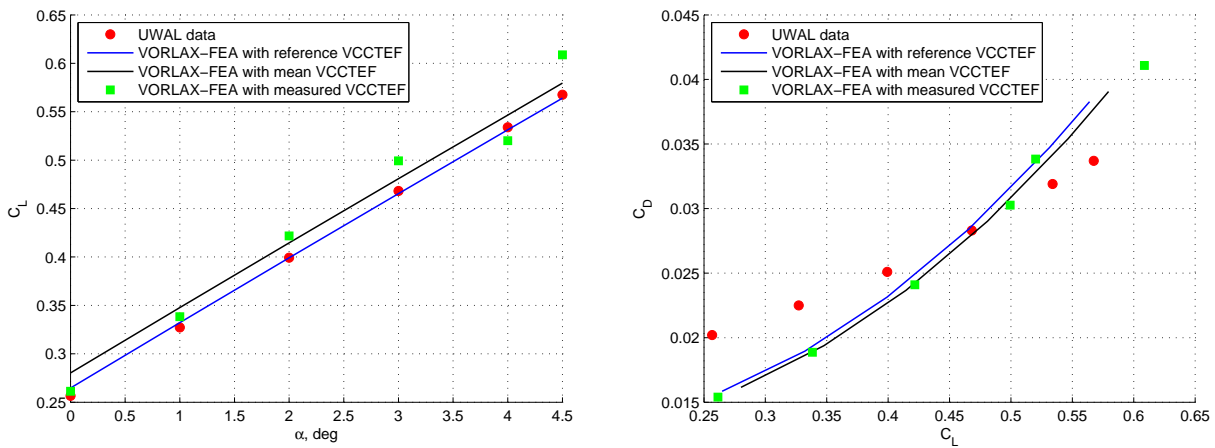 0.65
0.6
0.55
0.5
0.45
0.4
0.35
0.3
0.25
C_L
UWAL data
VORLAX−FEA with reference VCCTEF
VORLAX−FEA with mean VCCTEF
VORLAX−FEA with measured VCCTEF
0 0.5 1 1.5 2 2.5 3 3.5 4 4.5
α, deg
0.045
0.04
0.035
0.03
0.025
0.02
0.015
C_D
UWAL data
VORLAX−FEA with reference VCCTEF
VORLAX−FEA with mean VCCTEF
VORLAX−FEA with measured VCCTEF
0.25 0.3 0.35 0.4 0.45 0.5 0.55 0.6 0.65
C_L